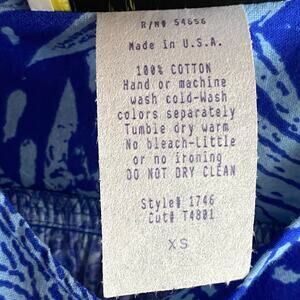 R/N# 54656
Made in U.S.A.
100% COTTON
Hand or machine
wash cold-Wash
colors separately
Tumble dry warm
No bleach-Little
or no ironing
DO NOT DRY CLEAN
Style# 1746
Cut# T4801
XS